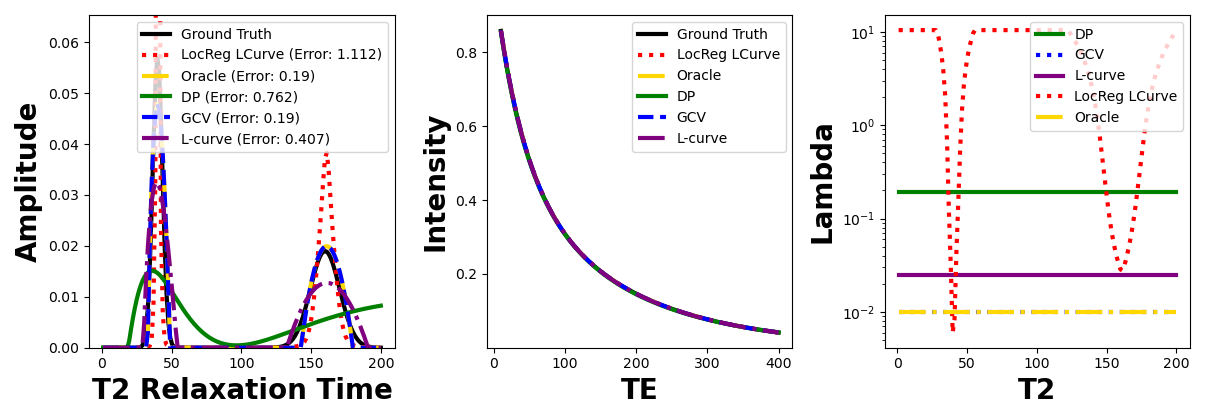 Amplitude
0.06
0.05
0.04
0.03
0.02
0.01
0.00
Ground Truth
LocReg LCurve (Error: 1.112)
Oracle (Error: 0.19)
DP (Error: 0.762)
GCV (Error: 0.19)
L-curve (Error: 0.407)
0 50 100 150 200
T2 Relaxation Time
Intensity
0.8
0.6
0.4
0.2
Ground Truth
LocReg LCurve
Oracle
DP
GCV
L-curve
0 100 200 300 400
TE
Lambda
10¹
10⁰
10⁻¹
10⁻²
DP
GCV
L-curve
LocReg LCurve
Oracle
0 50 100 150 200
T2